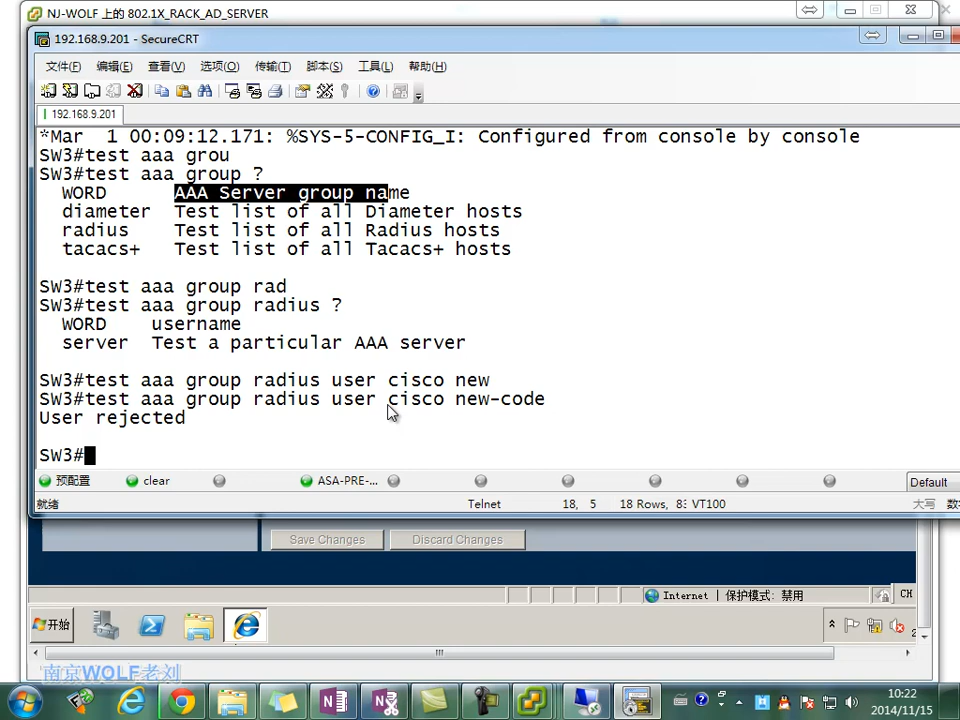 NJ-WOLF 上的 802.1X_RACK_AD_SERVER
192.168.9.201 - SecureCRT
文件(F) 编辑(E) 查看(V) 选项(O) 传输(T) 脚本(S) 工具(L) 帮助(H)
192.168.9.201
*Mar  1 00:09:12.171: %SYS-5-CONFIG_I: Configured from console by console
SW3#test aaa grou
SW3#test aaa group ?
WORD      AAA Server group name
diameter  Test list of all Diameter hosts
radius    Test list of all Radius hosts
tacacs+   Test list of all Tacacs+ hosts
SW3#test aaa group rad
SW3#test aaa group radius ?
WORD    username
server  Test a particular AAA server
SW3#test aaa group radius user cisco new
SW3#test aaa group radius user cisco new-code
User rejected
SW3#
预配置 clear ASA-PRE-... Default
就绪 Telnet 18, 5 18 Rows, 8 VT100 大写 数
Save Changes Discard Changes
Internet | 保护模式: 禁用 CH
开始
2
南京WOLF老刘
10:22
2014/11/15